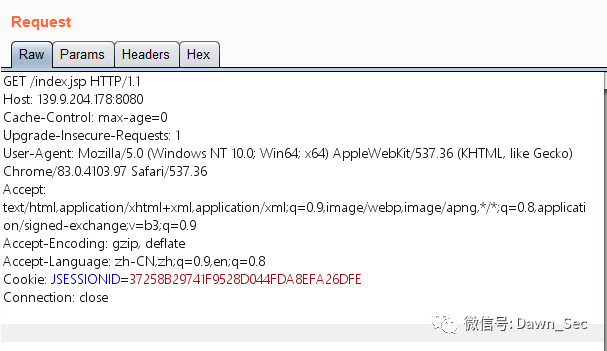 Request
Raw Params Headers Hex
GET /index.jsp HTTP/1.1
Host: 139.9.204.178:8080
Cache-Control: max-age=0
Upgrade-Insecure-Requests: 1
User-Agent: Mozilla/5.0 (Windows NT 10.0; Win64; x64) AppleWebKit/537.36 (KHTML, like Gecko)
Chrome/83.0.4103.97 Safari/537.36
Accept:
text/html,application/xhtml+xml,application/xml;q=0.9,image/webp,image/apng,*/*;q=0.8,applicati
on/signed-exchange;v=b3;q=0.9
Accept-Encoding: gzip, deflate
Accept-Language: zh-CN,zh;q=0.9,en;q=0.8
Cookie: JSESSIONID=37258B29741F9528D044FDA8EFA26DFE
Connection: close
微信号: Dawn_Sec